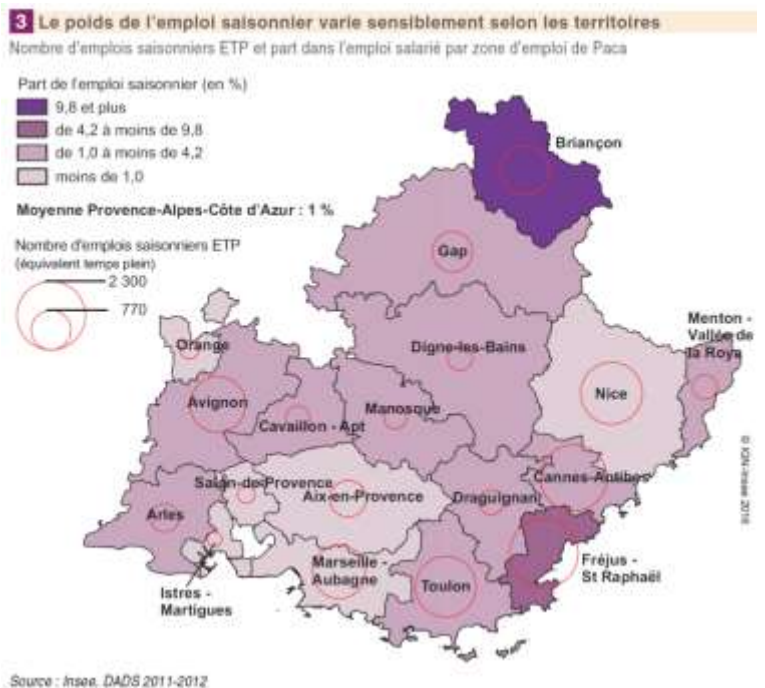 3 Le poids de l'emploi saisonnier varie sensiblement selon les territoires
Nombre d'emplois saisonniers ETP et part dans l'emploi salarié par zone d'emploi de Paca
Part de l'emploi saisonnier (en %)
9,8 et plus
de 4,2 à moins de 9,8
de 1,0 à moins de 4,2
moins de 1,0
Moyenne Provence-Alpes-Côte d'Azur : 1 %
Nombre d'emplois saisonniers ETP
(équivalent temps plein)
2 300
770
Briançon
Gap
Orange
Digne-les-Bains
Menton -
Vallée de
la Roya
Avignon
Nice
Manosque
Cavaillon - Apt
Cannes-Antibes
Salon-de-Provence
Aix-en-Provence
Draguignan
Arles
Marseille -
Aubagne
Toulon
Fréjus -
St Raphaël
Istres -
Martigues
© IGN-Insee 2016
Source : Insee, DADS 2011-2012